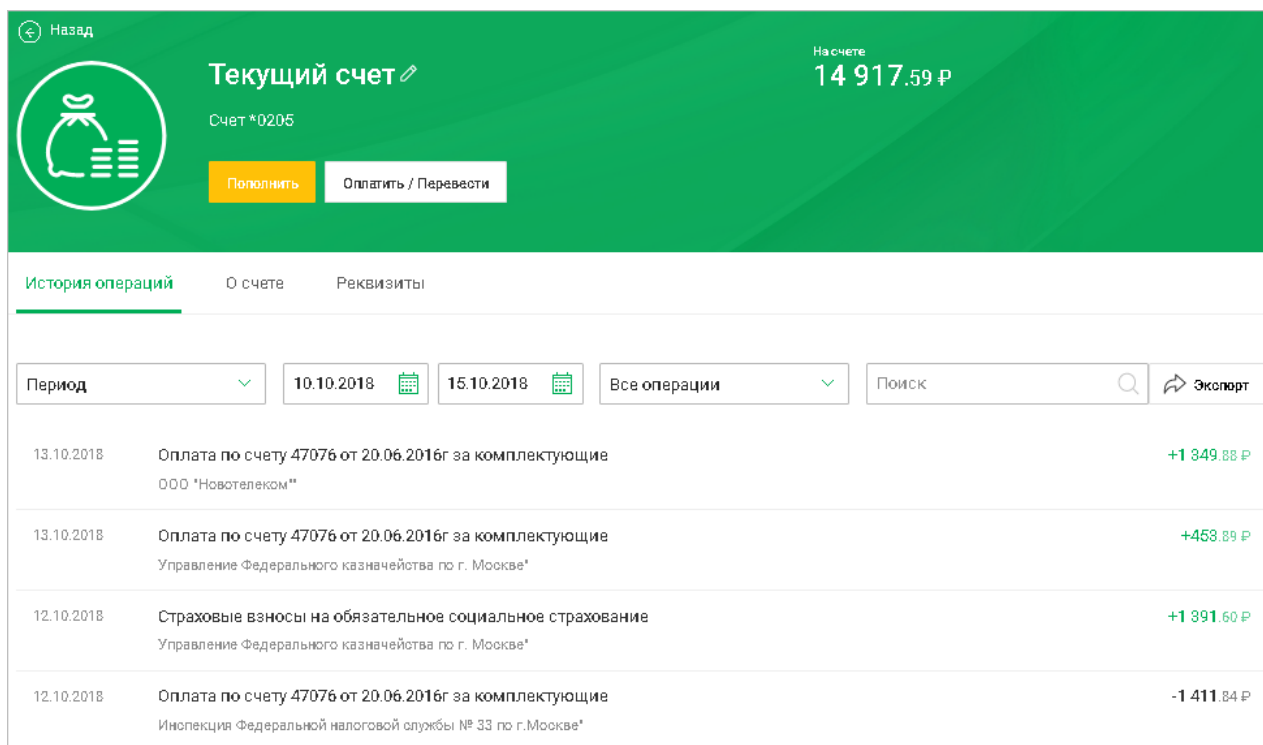 Назад
Текущий счет
На счете
14 917.59 ₽
Счет *0205
Пополнить
Оплатить / Перевести
История операций
О счете
Реквизиты
Период
10.10.2018
15.10.2018
Все операции
Поиск
Экспорт
13.10.2018
Оплата по счету 47076 от 20.06.2016г за комплектующие
+1 349.88 ₽
ООО "Новотелеком""
13.10.2018
Оплата по счету 47076 от 20.06.2016г за комплектующие
+453.89 ₽
Управление Федерального казначейства по г. Москве"
12.10.2018
Страховые взносы на обязательное социальное страхование
+1 391.60 ₽
Управление Федерального казначейства по г. Москве"
12.10.2018
Оплата по счету 47076 от 20.06.2016г за комплектующие
-1 411.84 ₽
Инспекция Федеральной налоговой службы № 33 по г.Москве"